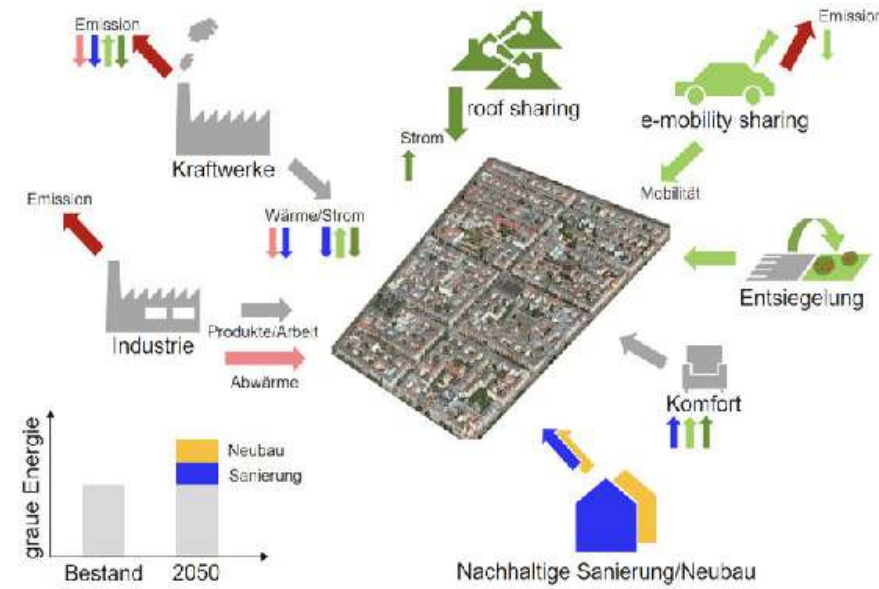 Emission
Emission
roof sharing
e-mobility sharing
Strom
Kraftwerke
Mobilität
Emission
Wärme/Strom
Entsiegelung
Produkte/Arbeit
Industrie
Abwärme
Komfort
graue Energie
Neubau
Sanierung
Bestand
2050
Nachhaltige Sanierung/Neubau